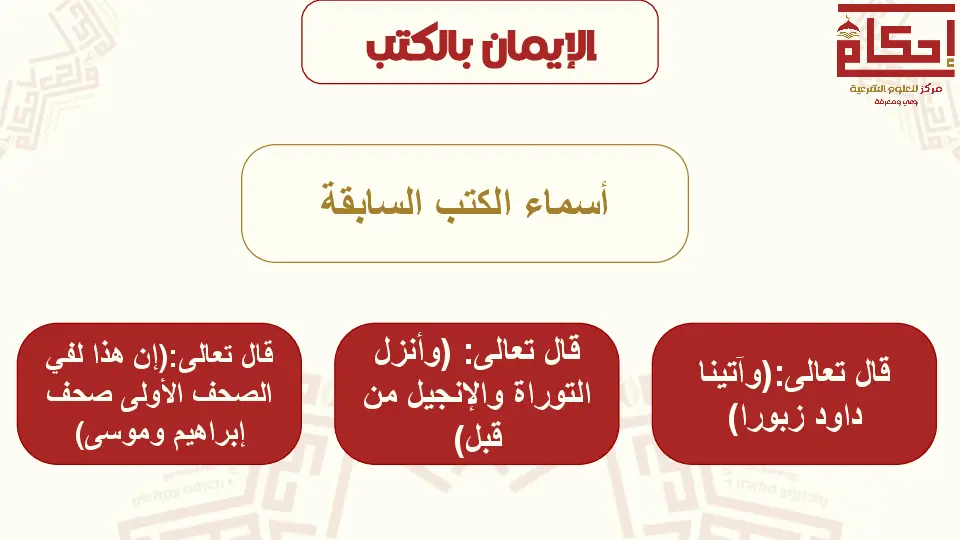 الإيمان بالكتب
إحكام
مركز للعلوم الشرعية
وعي ومعرفة
أسماء الكتب السابقة
قال تعالى:(وآتينا
داود زبورا)
قال تعالى: (وأنزل
التوراة والإنجيل من
قبل)
قال تعالى:(إن هذا لفي
الصحف الأولى صحف
إبراهيم وموسى)